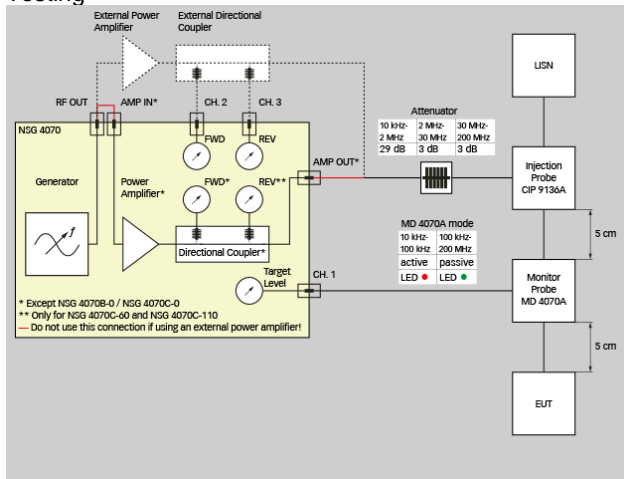 Testing
External Power
Amplifier
External Directional
Coupler
RF OUT
AMP IN*
CH. 2
CH. 3
NSG 4070
FWD
REV
AMP OUT*
Attenuator
10 kHz-
2 MHz
29 dB
2 MHz-
30 MHz
3 dB
30 MHz-
200 MHz
3 dB
LISN
Injection
Probe
CIP 9136A
Generator
f
Power
Amplifier*
FWD*
REV**
Directional Coupler*
Target
Level
CH. 1
MD 4070A mode
10 kHz-
100 kHz
active
LED
100 kHz-
200 MHz
passive
LED
5 cm
Monitor
Probe
MD 4070A
5 cm
EUT
* Except NSG 4070B-0 / NSG 4070C-0
** Only for NSG 4070C-60 and NSG 4070C-110
— Do not use this connection if using an external power amplifier!